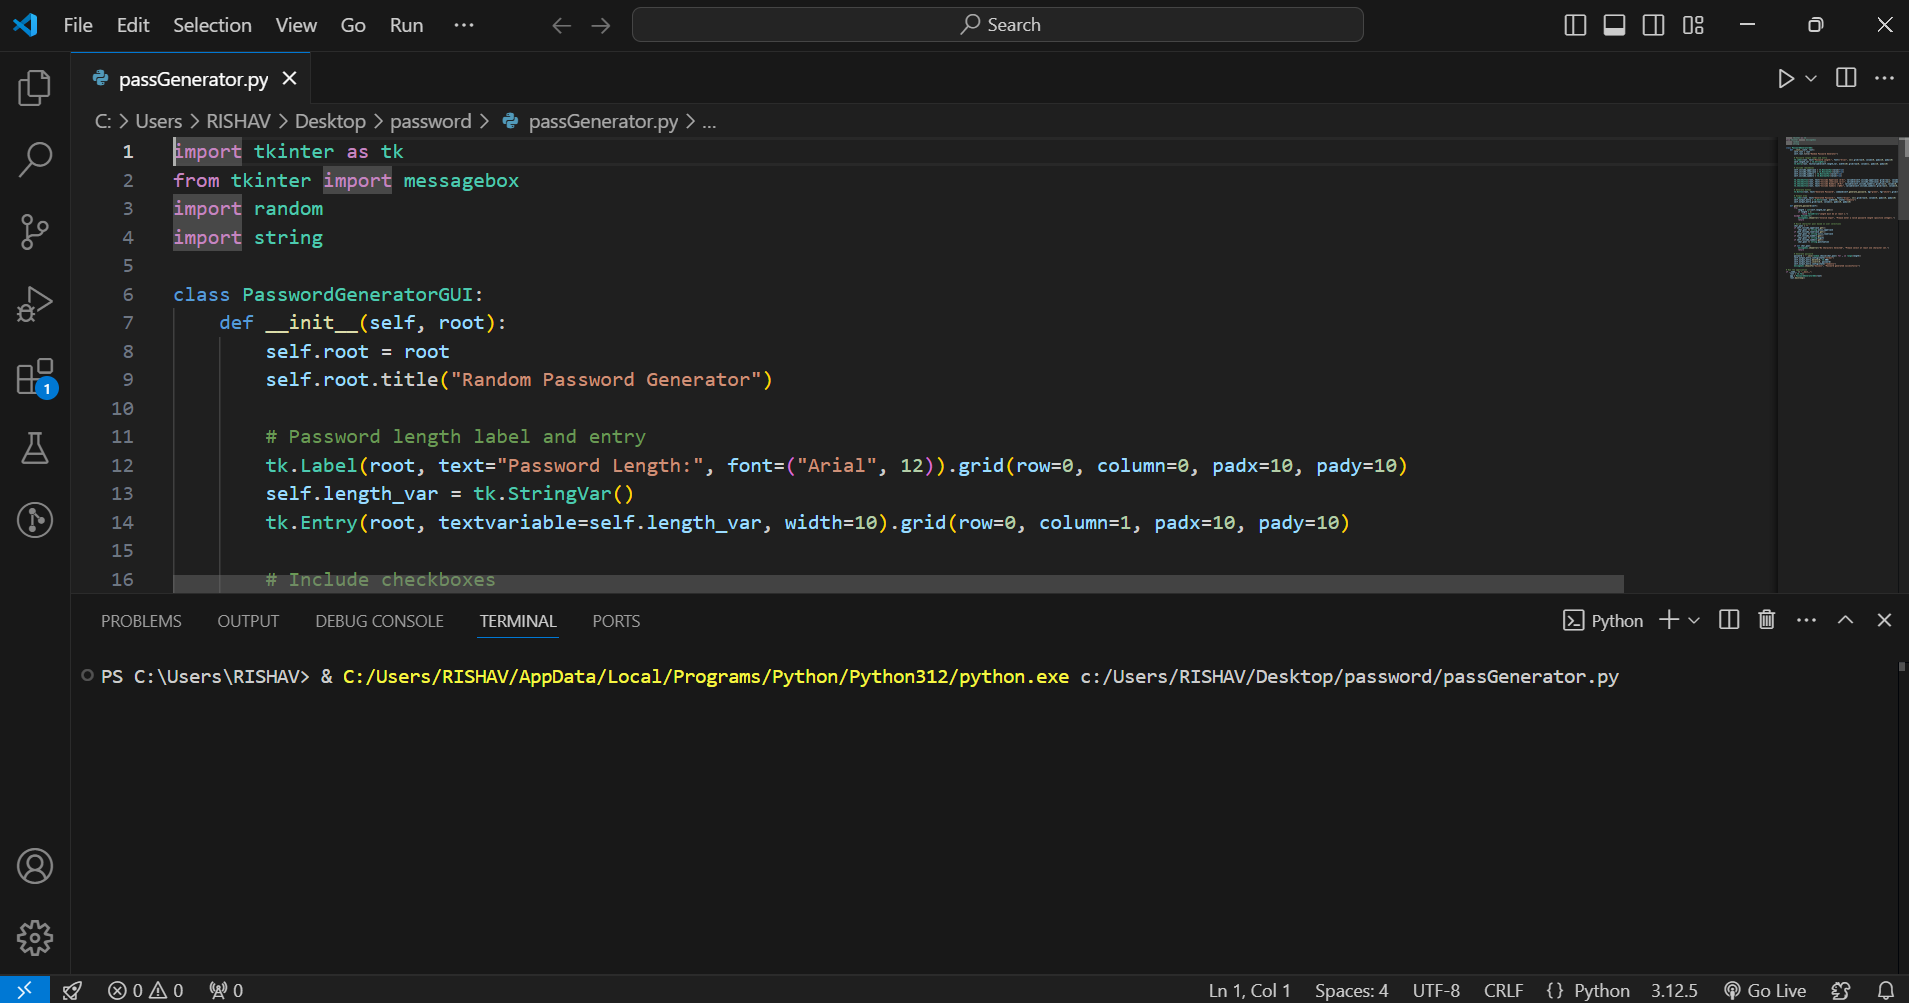 File Edit Selection View Go Run ··· Search
passGenerator.py
C: > Users > RISHAV > Desktop > password > passGenerator.py > ...
1 import tkinter as tk
2 from tkinter import messagebox
3 import random
4 import string
5
6 class PasswordGeneratorGUI:
7 def __init__(self, root):
8 self.root = root
9 self.root.title("Random Password Generator")
10
11 # Password length label and entry
12 tk.Label(root, text="Password Length:", font=("Arial", 12)).grid(row=0, column=0, padx=10, pady=10)
13 self.length_var = tk.StringVar()
14 tk.Entry(root, textvariable=self.length_var, width=10).grid(row=0, column=1, padx=10, pady=10)
15
16 # Include checkboxes
1
PROBLEMS OUTPUT DEBUG CONSOLE TERMINAL PORTS Python
PS C:\Users\RISHAV> & C:/Users/RISHAV/AppData/Local/Programs/Python/Python312/python.exe c:/Users/RISHAV/Desktop/password/passGenerator.py
0 0 0 Ln 1, Col 1 Spaces: 4 UTF-8 CRLF {} Python 3.12.5 Go Live